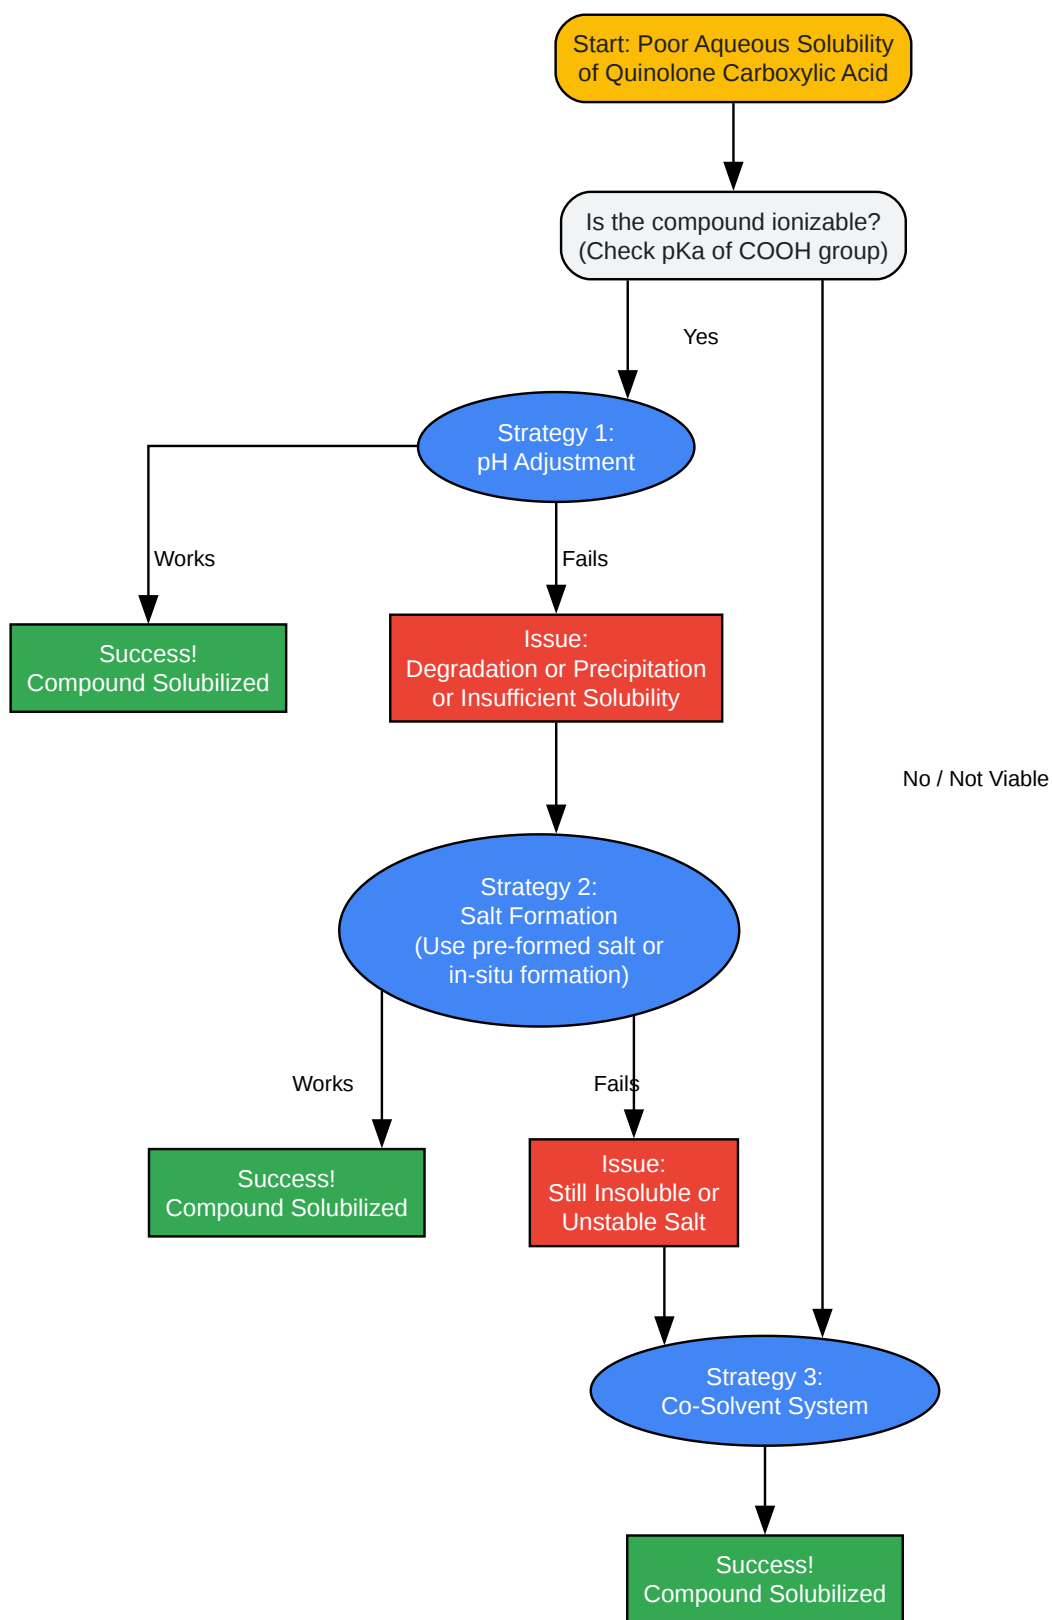 Start: Poor Aqueous Solubility
of Quinolone Carboxylic Acid
Is the compound ionizable?
(Check pKa of COOH group)
Yes
Strategy 1:
pH Adjustment
Works
Fails
Success!
Compound Solubilized
Issue:
Degradation or Precipitation
or Insufficient Solubility
No / Not Viable
Strategy 2:
Salt Formation
(Use pre-formed salt or
in-situ formation)
Works
Fails
Success!
Compound Solubilized
Issue:
Still Insoluble or
Unstable Salt
Strategy 3:
Co-Solvent System
Success!
Compound Solubilized